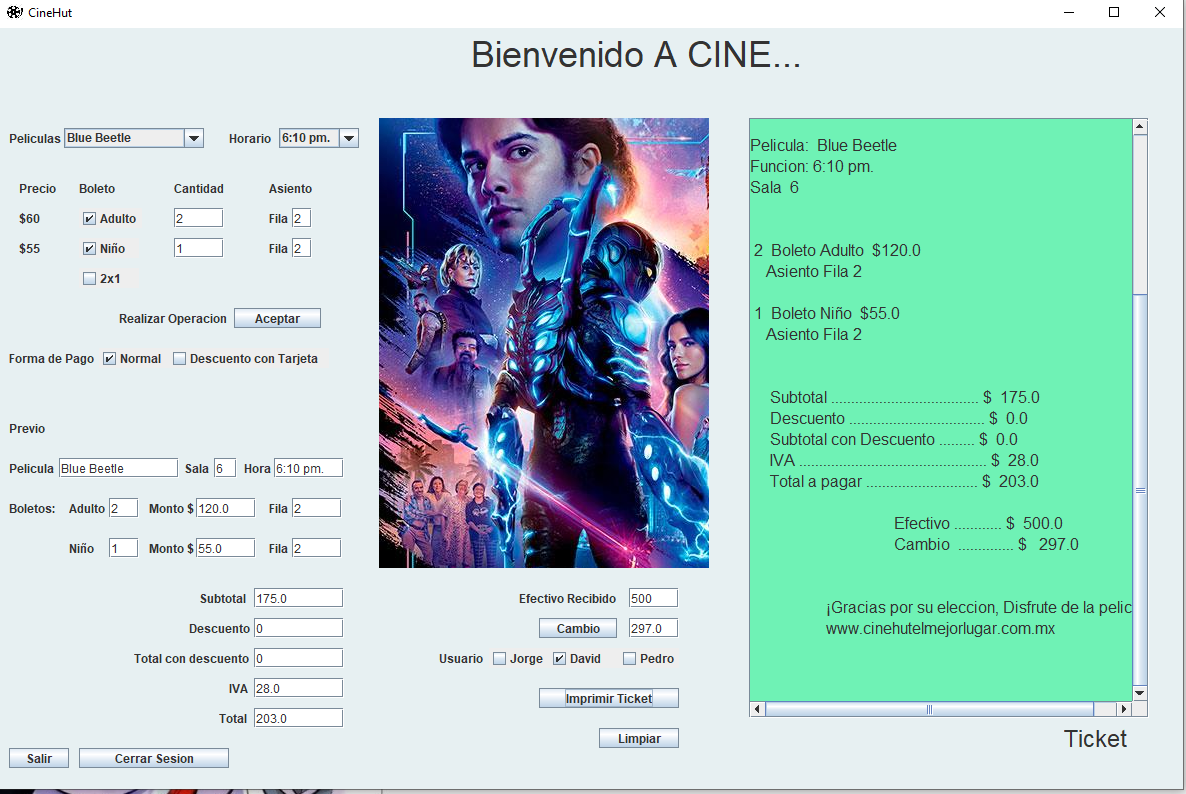 CineHut
Bienvenido A CINE...
Peliculas Blue Beetle Horario 6:10 pm.
Precio Boleto Cantidad Asiento
$60 Adulto 2 Fila 2
$55 Niño 1 Fila 2
2x1
Realizar Operacion Aceptar
Forma de Pago Normal Descuento con Tarjeta
Previo
Pelicula Blue Beetle Sala 6 Hora 6:10 pm.
Boletos: Adulto 2 Monto $ 120.0 Fila 2
Niño 1 Monto $ 55.0 Fila 2
Subtotal 175.0
Descuento 0
Total con descuento 0
IVA 28.0
Total 203.0
Salir Cerrar Sesion
Efectivo Recibido 500
Cambio 297.0
Usuario Jorge David Pedro
Imprimir Ticket
Limpiar
Pelicula: Blue Beetle
Funcion: 6:10 pm.
Sala 6
2 Boleto Adulto $120.0
Asiento Fila 2
1 Boleto Niño $55.0
Asiento Fila 2
Subtotal ..................................... $ 175.0
Descuento .................................. $ 0.0
Subtotal con Descuento ......... $ 0.0
IVA ............................................... $ 28.0
Total a pagar ............................ $ 203.0
Efectivo ............ $ 500.0
Cambio .............. $ 297.0
¡Gracias por su eleccion, Disfrute de la pelic
www.cinehutelmejorlugar.com.mx
Ticket